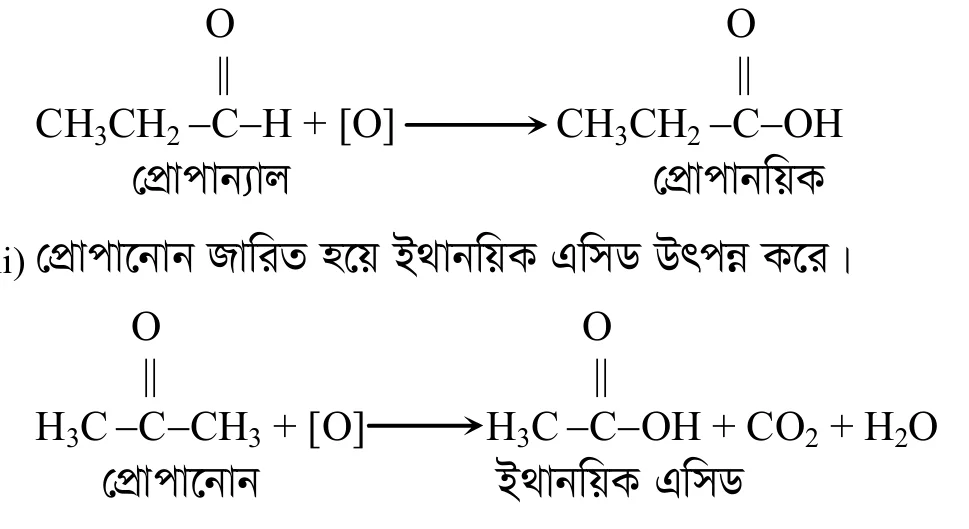 O O
|| ||
CH₃CH₂ –C–H + [O] ⟶ CH₃CH₂ –C–OH
প্রোপান্যাল প্রোপানয়িক
i) প্রোপানোন জারিত হয়ে ইথানয়িক এসিড উৎপন্ন করে।
O O
|| ||
H₃C –C–CH₃ + [O] ⟶ H₃C –C–OH + CO₂ + H₂O
প্রোপানোন ইথানয়িক এসিড